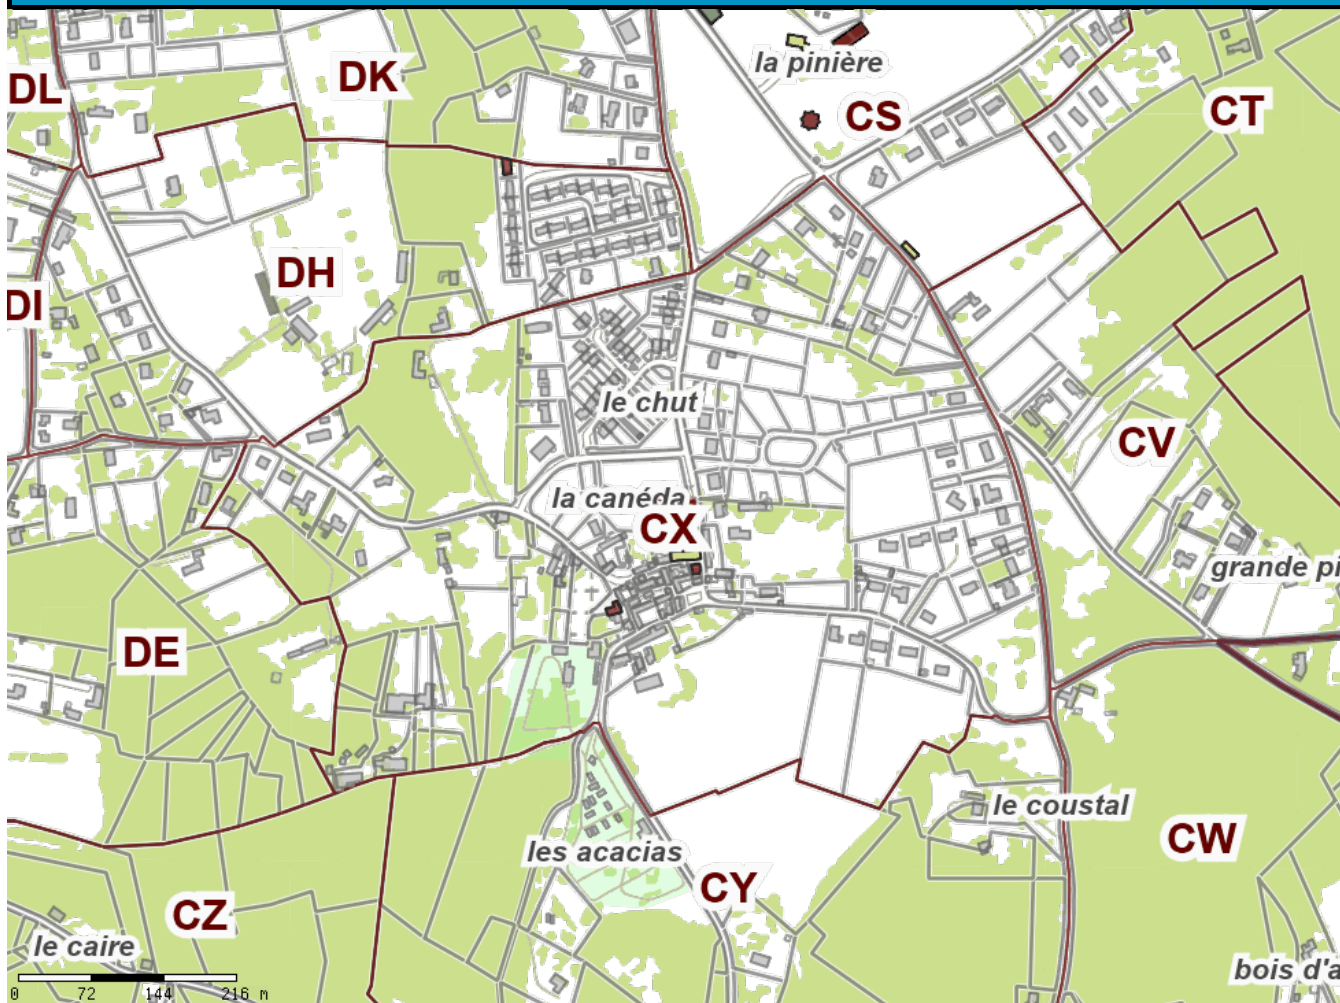 la pinière
DK
DL
CS
CT
DH
DI
le chut
CV
la canéda
CX
grande pi
DE
le coustal
CW
les acacias
CY
CZ
le caire
bois d'a
0 72 144 216 m